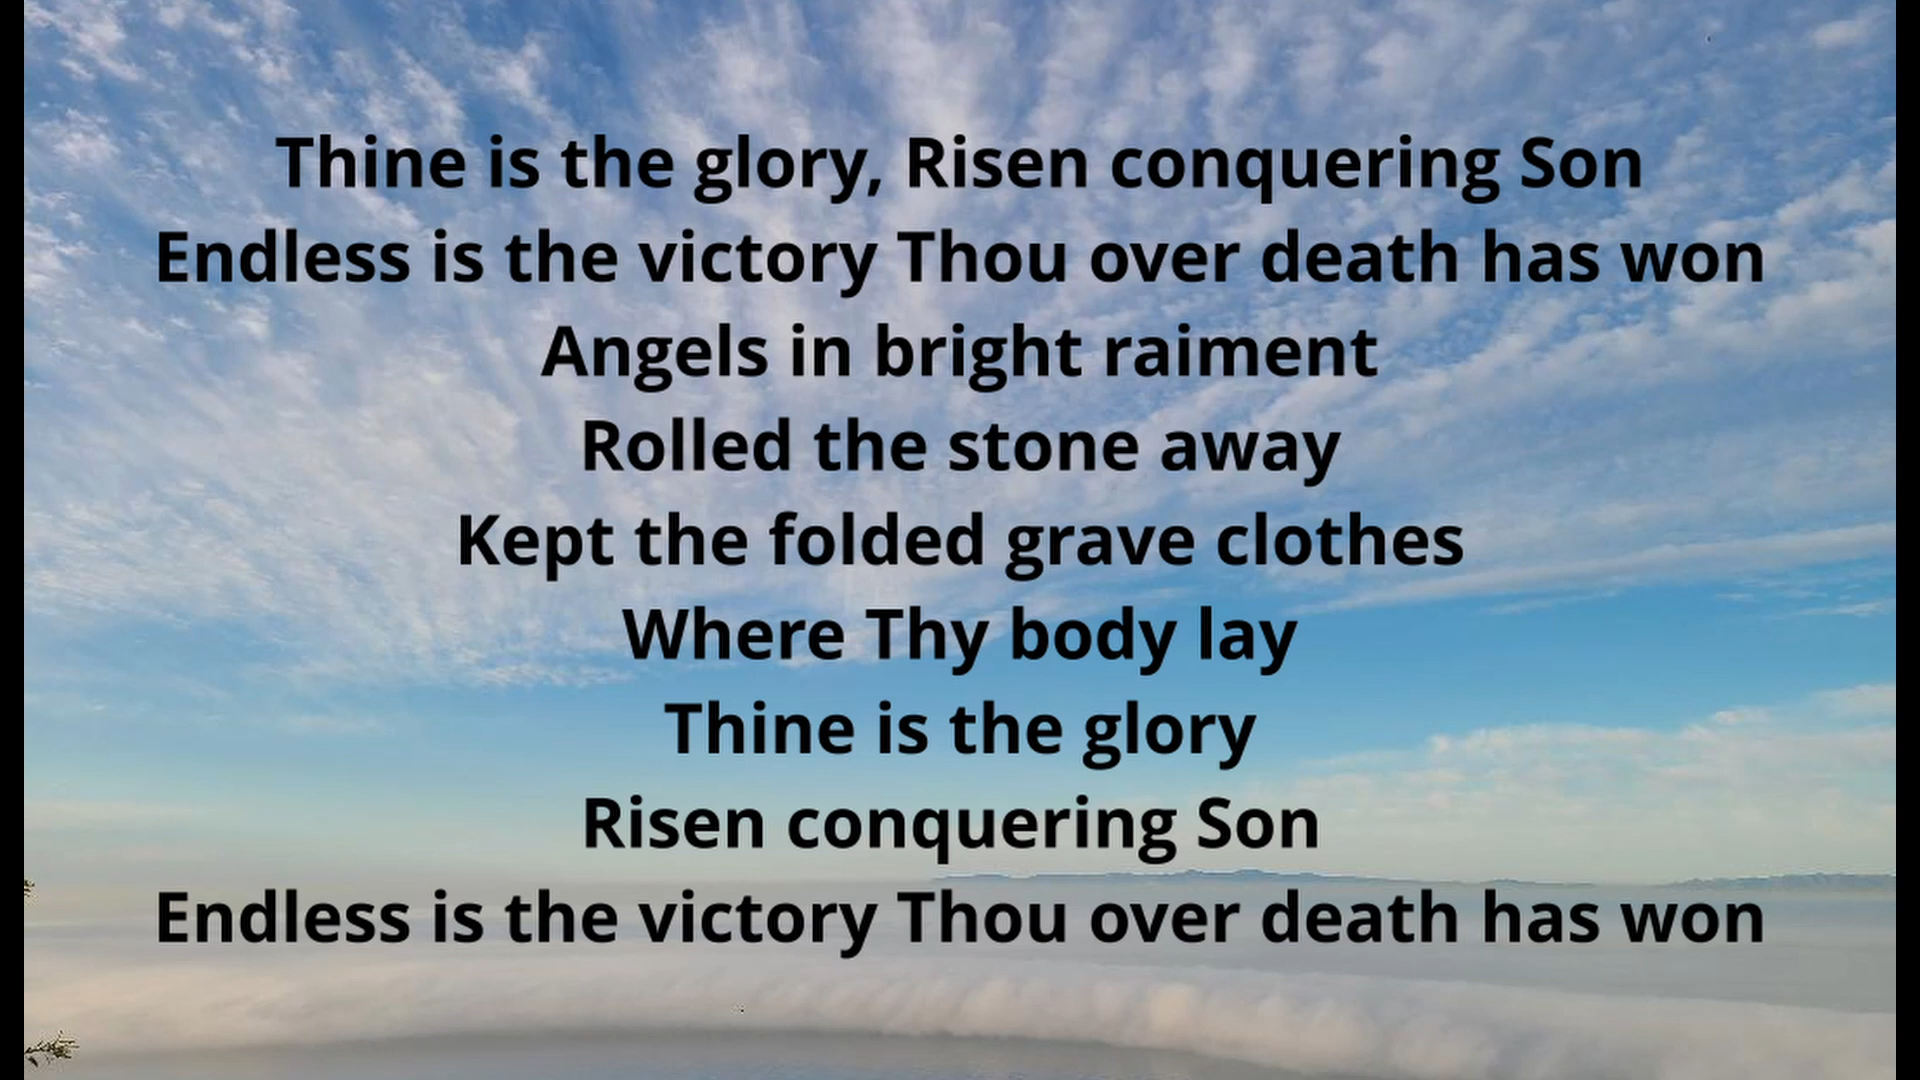 Thine is the glory, Risen conquering Son
Endless is the victory Thou over death has won
Angels in bright raiment
Rolled the stone away
Kept the folded grave clothes
Where Thy body lay
Thine is the glory
Risen conquering Son
Endless is the victory Thou over death has won